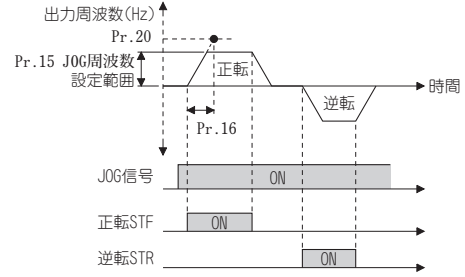 出力周波数(Hz)
Pr.20
Pr.15 JOG周波数
設定範囲
正転
時間
逆転
Pr.16
JOG信号
ON
正転STF
ON
逆転STR
ON